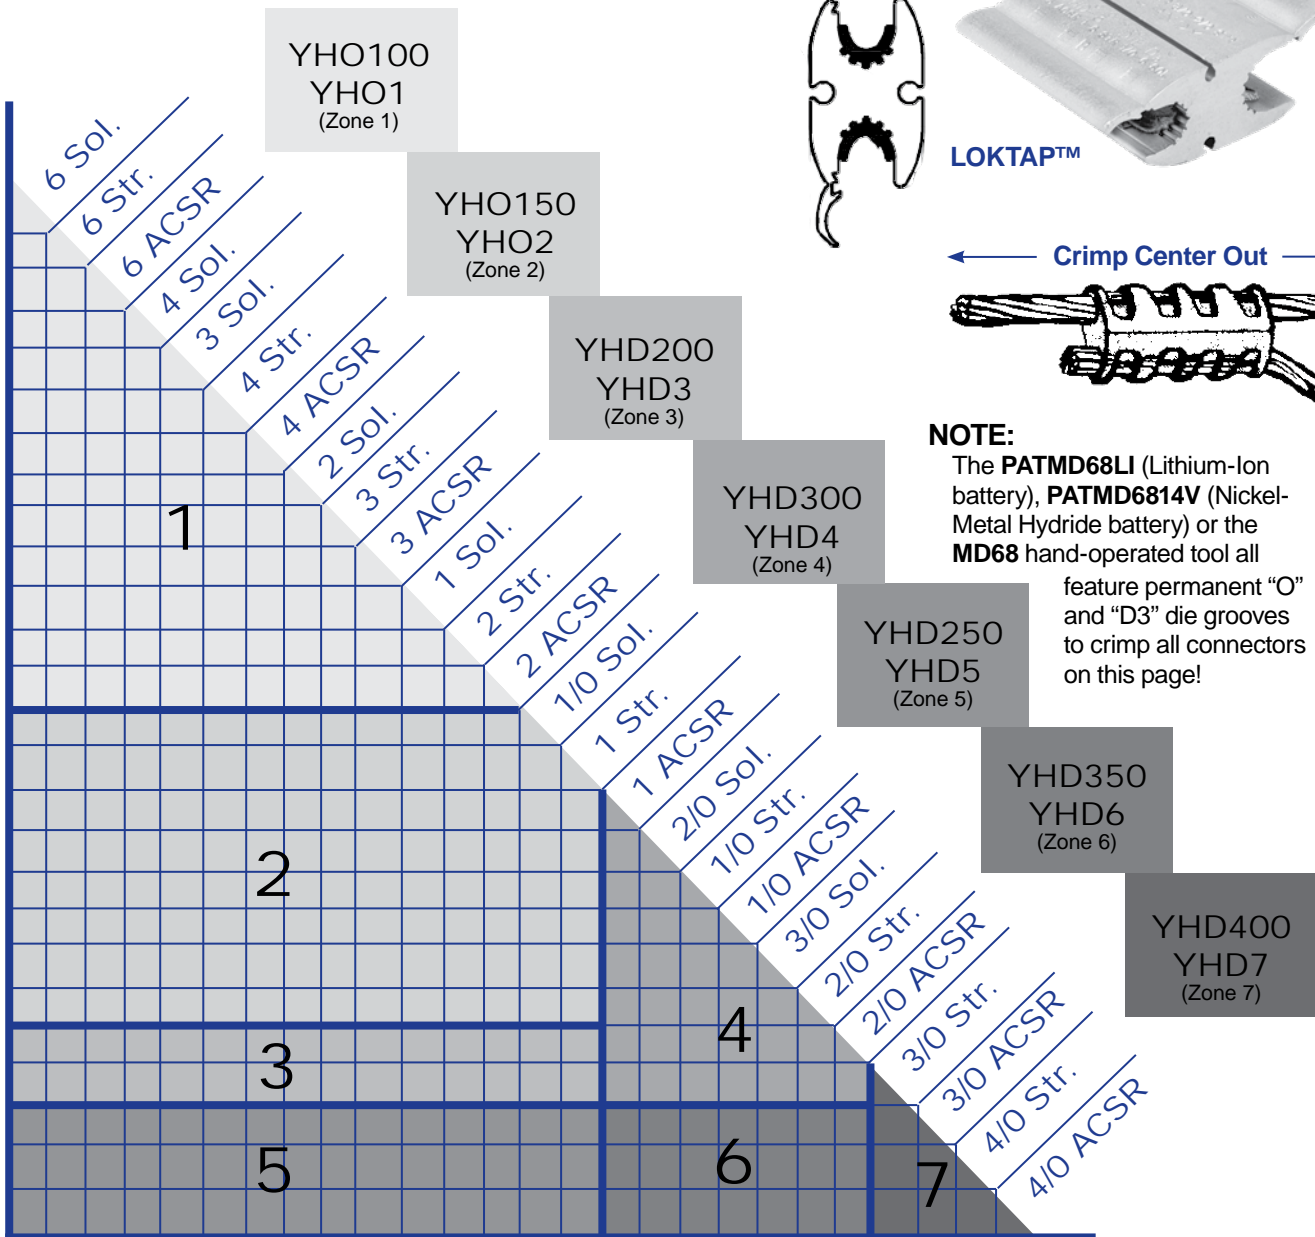 YHO100
YHO1
(Zone 1)
YHO150
YHO2
(Zone 2)
YHD200
YHD3
(Zone 3)
YHD300
YHD4
(Zone 4)
YHD250
YHD5
(Zone 5)
YHD350
YHD6
(Zone 6)
YHD400
YHD7
(Zone 7)
LOKTAP™
Crimp Center Out
NOTE:
The PATMD68LI (Lithium-Ion
battery), PATMD6814V (Nickel-
Metal Hydride battery) or the
MD68 hand-operated tool all
feature permanent “O”
and “D3” die grooves
to crimp all connectors
on this page!
6 Sol.
6 Str.
6 ACSR
4 Sol.
3 Sol.
4 Str.
4 ACSR
2 Sol.
3 Str.
3 ACSR
1 Sol.
2 Str.
2 ACSR
1/0 Sol.
1 Str.
1 ACSR
2/0 Sol.
1/0 Str.
1/0 ACSR
3/0 Sol.
2/0 Str.
2/0 ACSR
3/0 Str.
3/0 ACSR
4/0 Str.
4/0 ACSR
1
2
3
4
5
6
7